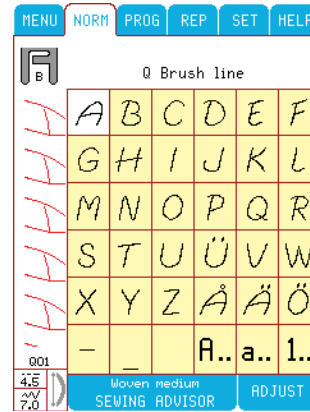 MENU NORM PROG REP SET HELP
B
Q Brush line
A B C D E F
G H I J K L
M N O P Q R
S T U Ü V W
X Y Z Å Ä Ö
– _ A.. a.. 1..
Q01
4.5
7.0
Woven medium
SEWING ADVISOR
ADJUST